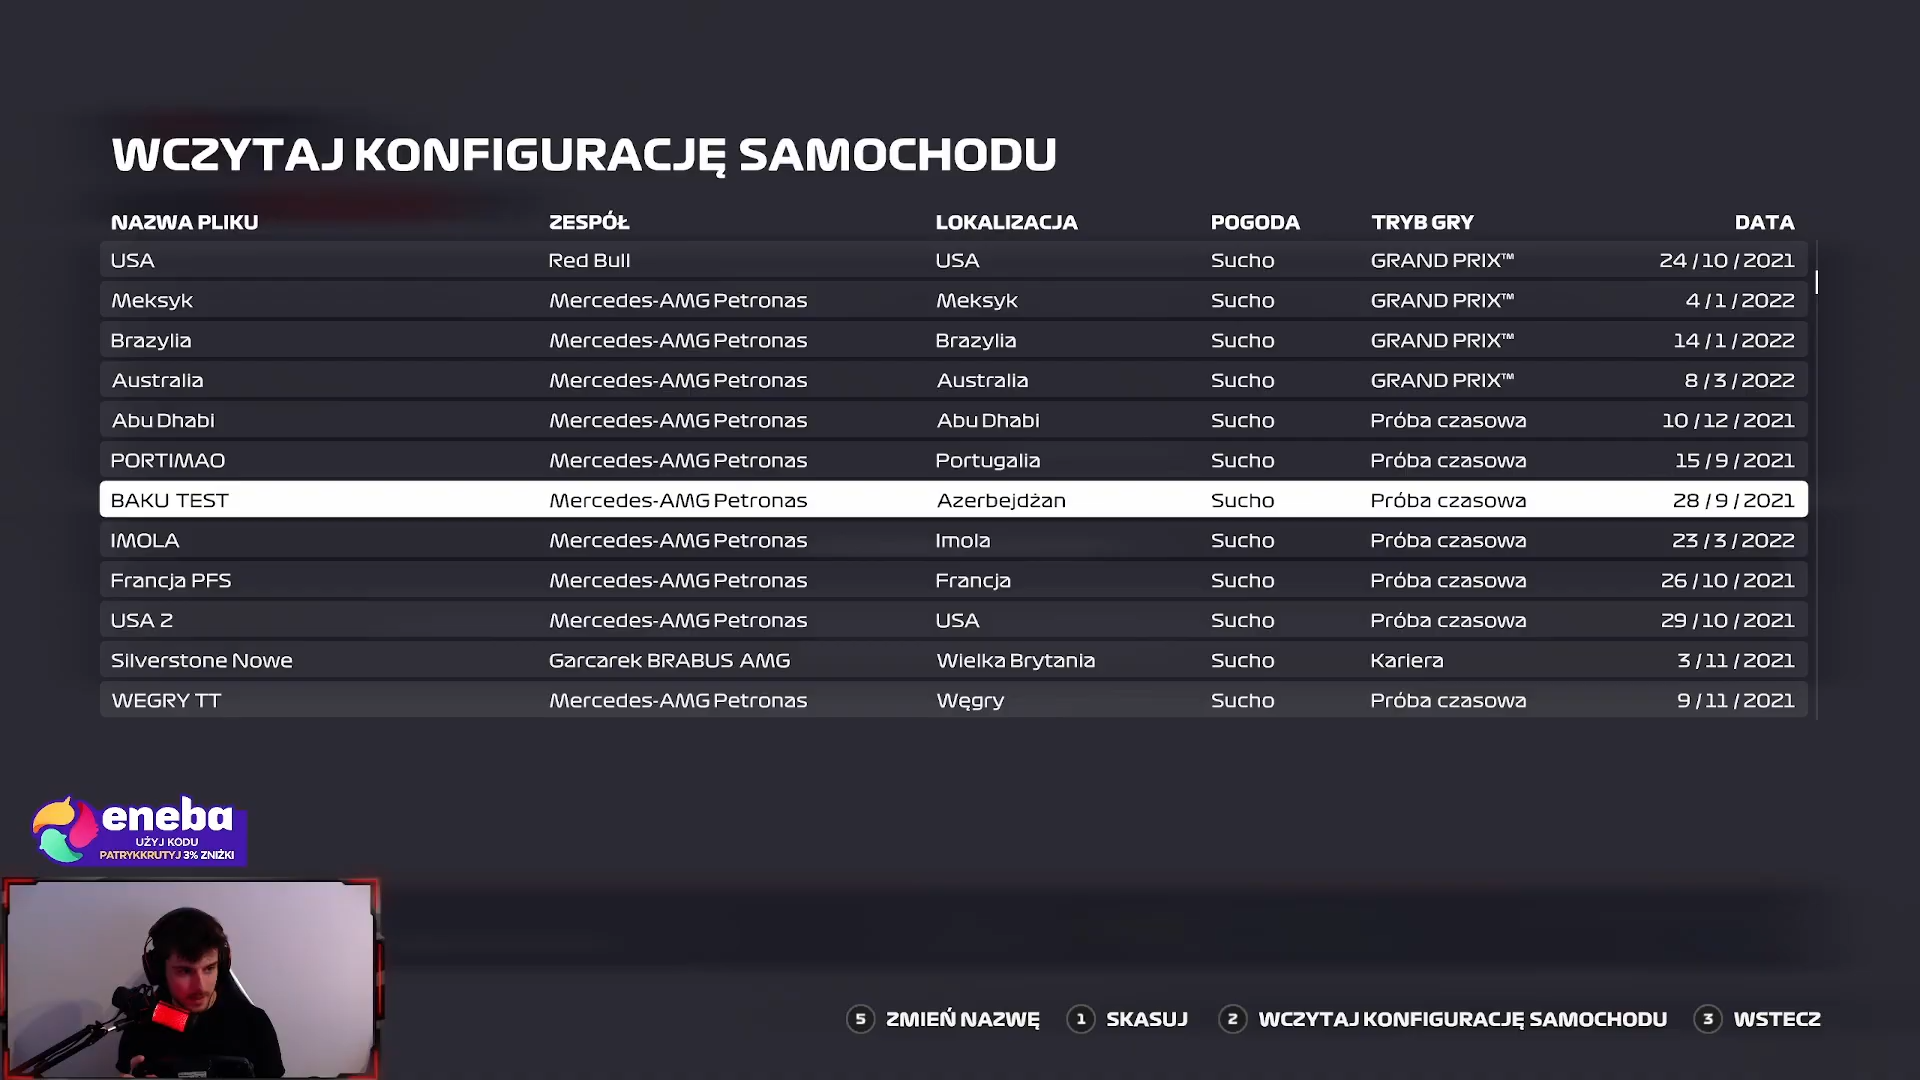 WCZYTAJ KONFIGURACJĘ SAMOCHODU
NAZWA PLIKU ZESPÓŁ LOKALIZACJA POGODA TRYB GRY DATA
USA Red Bull USA Sucho GRAND PRIX™ 24 / 10 / 2021
Meksyk Mercedes-AMG Petronas Meksyk Sucho GRAND PRIX™ 4 / 1 / 2022
Brazylia Mercedes-AMG Petronas Brazylia Sucho GRAND PRIX™ 14 / 1 / 2022
Australia Mercedes-AMG Petronas Australia Sucho GRAND PRIX™ 8 / 3 / 2022
Abu Dhabi Mercedes-AMG Petronas Abu Dhabi Sucho Próba czasowa 10 / 12 / 2021
PORTIMAO Mercedes-AMG Petronas Portugalia Sucho Próba czasowa 15 / 9 / 2021
BAKU TEST Mercedes-AMG Petronas Azerbejdżan Sucho Próba czasowa 28 / 9 / 2021
IMOLA Mercedes-AMG Petronas Imola Sucho Próba czasowa 23 / 3 / 2022
Francja PFS Mercedes-AMG Petronas Francja Sucho Próba czasowa 26 / 10 / 2021
USA 2 Mercedes-AMG Petronas USA Sucho Próba czasowa 29 / 10 / 2021
Silverstone Nowe Garcarek BRABUS AMG Wielka Brytania Sucho Kariera 3 / 11 / 2021
WEGRY TT Mercedes-AMG Petronas Węgry Sucho Próba czasowa 9 / 11 / 2021
eneba
UŻYJ KODU
PATRYKKRUTYJ 3% ZNIŻKI
5 ZMIEŃ NAZWĘ 1 SKASUJ 2 WCZYTAJ KONFIGURACJĘ SAMOCHODU 3 WSTECZ